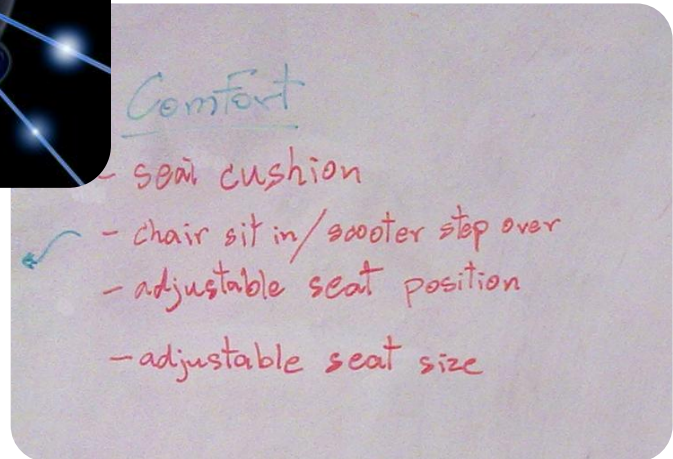 Comfort
- seat cushion
- chair sit in/scooter step over
- adjustable seat position
- adjustable seat size